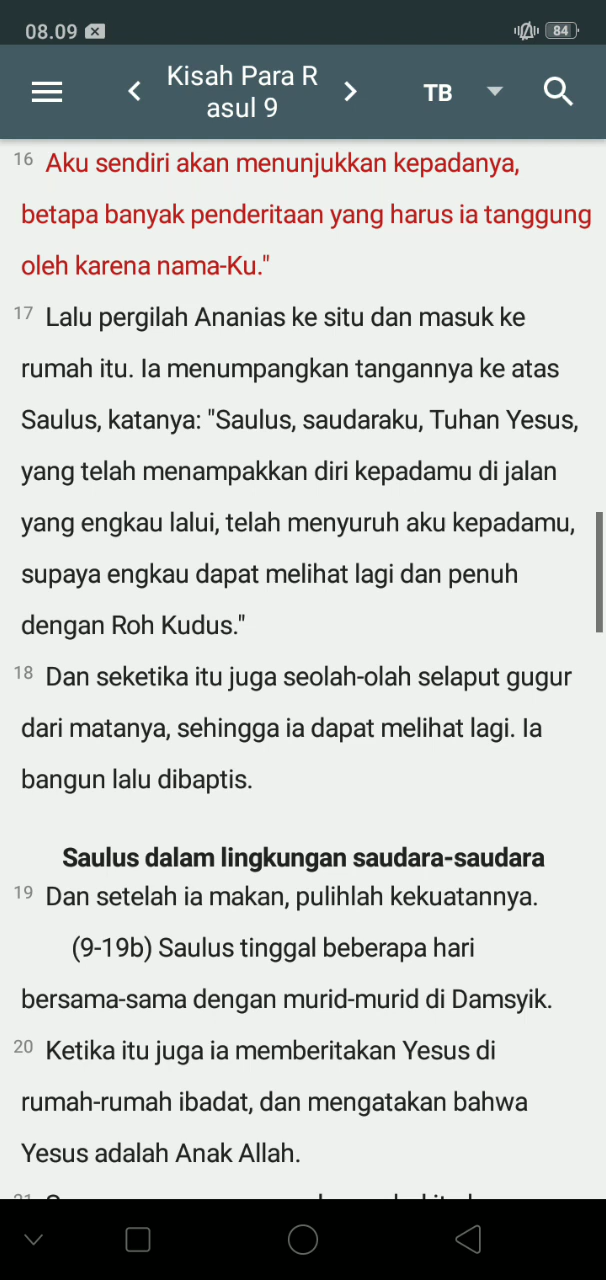 08.09
84
Kisah Para R
asul 9
TB
16 Aku sendiri akan menunjukkan kepadanya,
betapa banyak penderitaan yang harus ia tanggung
oleh karena nama-Ku."
17 Lalu pergilah Ananias ke situ dan masuk ke
rumah itu. Ia menumpangkan tangannya ke atas
Saulus, katanya: "Saulus, saudaraku, Tuhan Yesus,
yang telah menampakkan diri kepadamu di jalan
yang engkau lalui, telah menyuruh aku kepadamu,
supaya engkau dapat melihat lagi dan penuh
dengan Roh Kudus."
18 Dan seketika itu juga seolah-olah selaput gugur
dari matanya, sehingga ia dapat melihat lagi. Ia
bangun lalu dibaptis.
Saulus dalam lingkungan saudara-saudara
19 Dan setelah ia makan, pulihlah kekuatannya.
(9-19b) Saulus tinggal beberapa hari
bersama-sama dengan murid-murid di Damsyik.
20 Ketika itu juga ia memberitakan Yesus di
rumah-rumah ibadat, dan mengatakan bahwa
Yesus adalah Anak Allah.